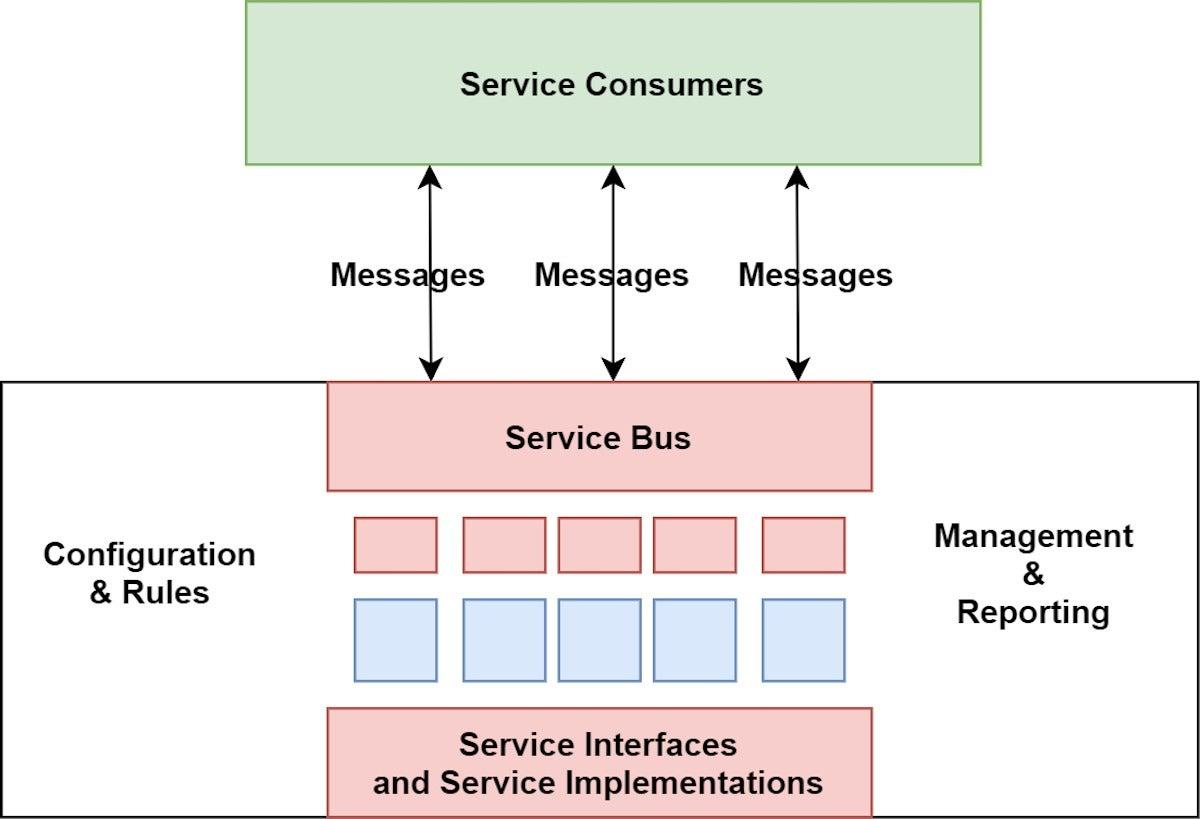 Service Consumers
Messages Messages Messages
Service Bus
Configuration
& Rules
Management
&
Reporting
Service Interfaces
and Service Implementations